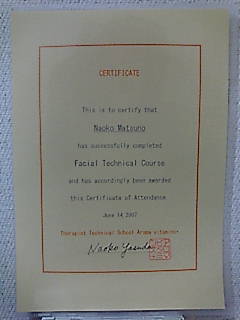 CERTIFICATE
This is to certify that
Naoko Matsuno
has successfully completed
Facial Technical Course
and has accordingly been awarded
this Certificate of Attendance
June 14,2007
Therapist Technical School Aroma vitamin+
Naoko Yasuda